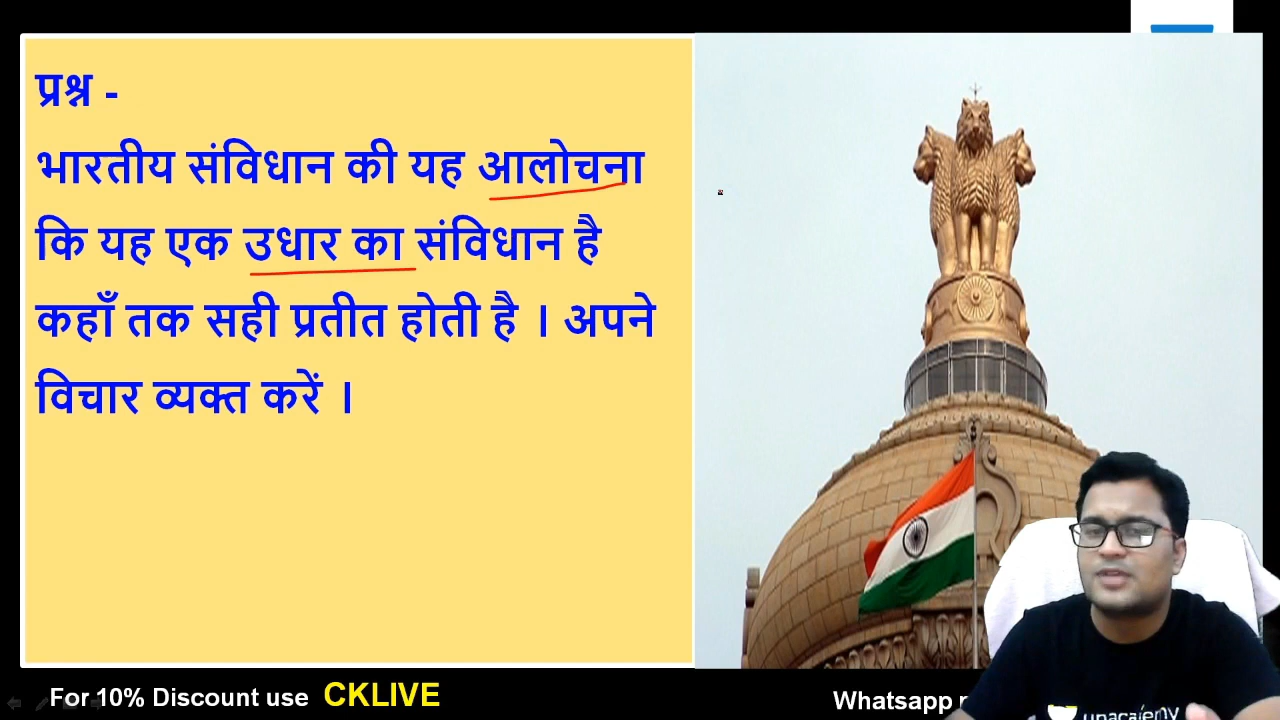 प्रश्न -
भारतीय संविधान की यह आलोचना
कि यह एक उधार का संविधान है
कहाँ तक सही प्रतीत होती है । अपने
विचार व्यक्त करें ।
For 10% Discount use CKLIVE
Whatsapp